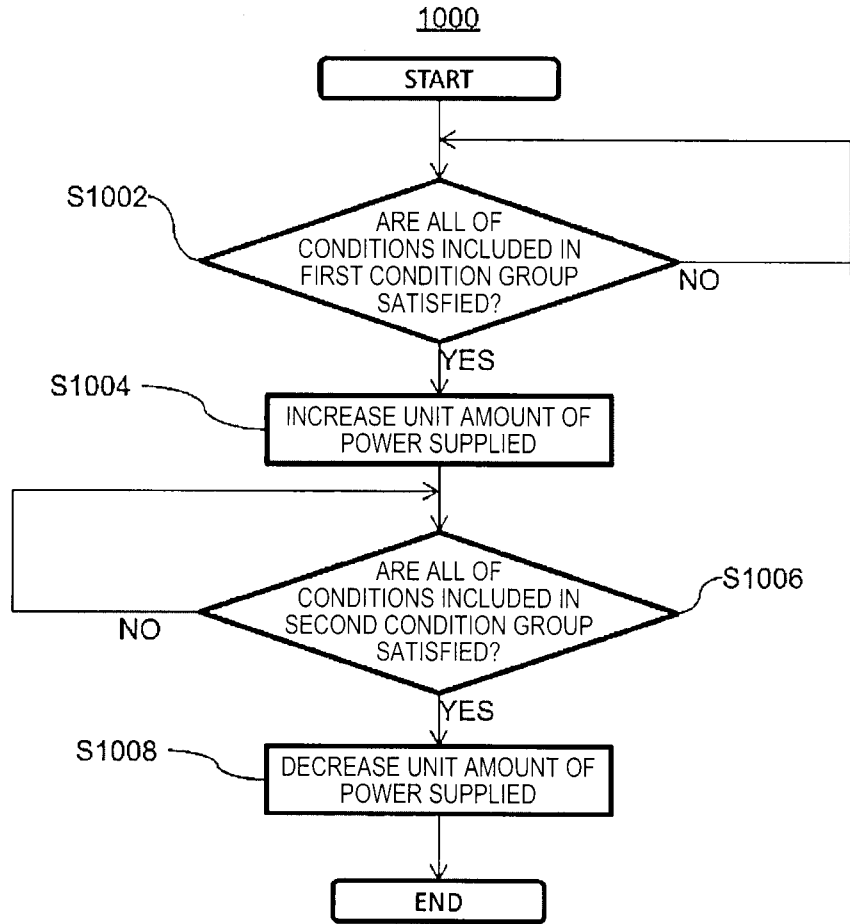 1000
START
S1002
ARE ALL OF
CONDITIONS INCLUDED IN
FIRST CONDITION GROUP
SATISFIED?
NO
YES
S1004
INCREASE UNIT AMOUNT OF
POWER SUPPLIED
ARE ALL OF
CONDITIONS INCLUDED IN
SECOND CONDITION GROUP
SATISFIED?
S1006
NO
YES
S1008
DECREASE UNIT AMOUNT OF
POWER SUPPLIED
END